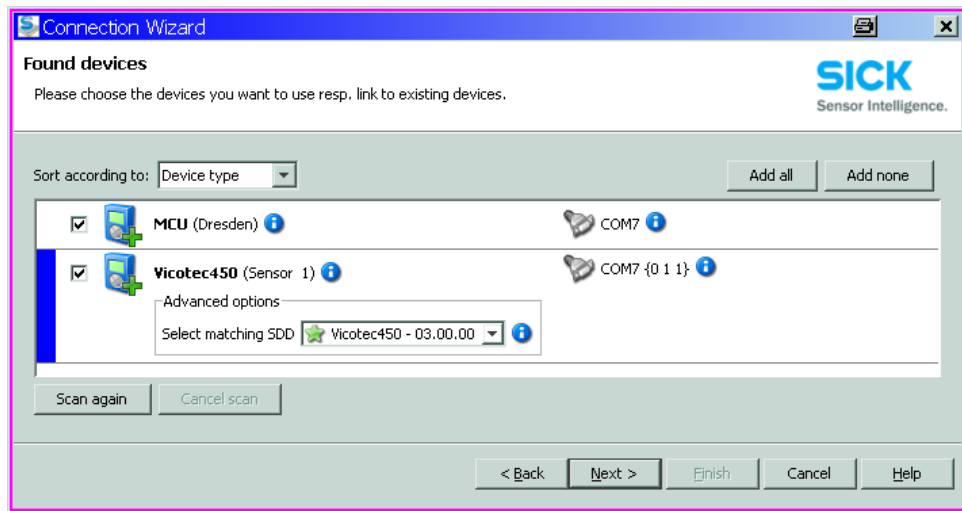 Connection Wizard
Found devices
Please choose the devices you want to use resp. link to existing devices.
SICK
Sensor Intelligence.
Sort according to: Device type
Add all
Add none
MCU (Dresden)
COM7
Vicotec450 (Sensor 1)
COM7 {0 1 1}
Advanced options
Select matching SDD
Vicotec450 - 03.00.00
Scan again
Cancel scan
< Back
Next >
Finish
Cancel
Help